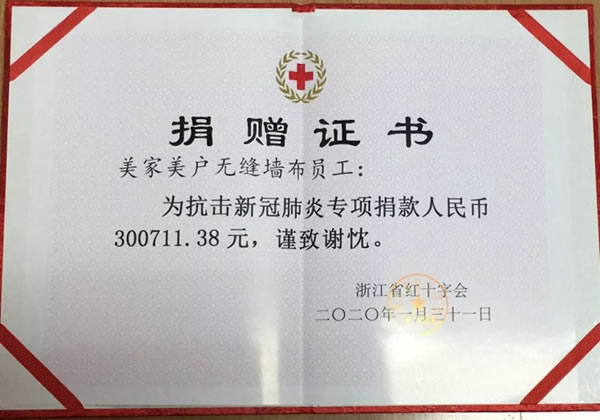 捐赠证书
美家美户无缝墙布员工：
为抗击新冠肺炎专项捐款人民币
300711.38元，谨致谢忱。
浙江省红十字会
二〇二〇年一月三十一日